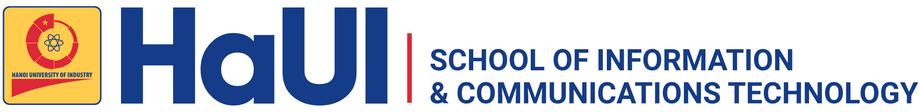 HANOI UNIVERSITY OF INDUSTRY
HaUI
SCHOOL OF INFORMATION
& COMMUNICATIONS TECHNOLOGY